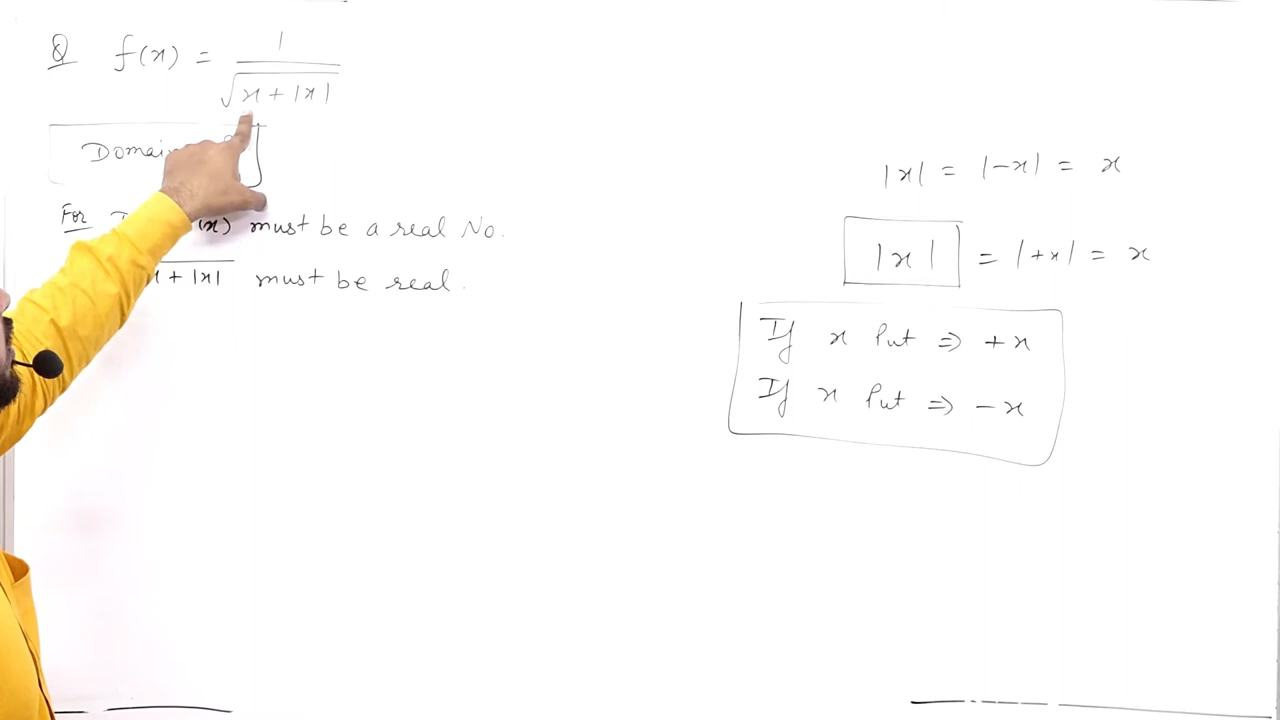 Q f(x) = 1 / √(x + |x|)
Domain
For (x) must be a real No.
x + |x| must be real.
|x| = |-x| = x
|x| = |+x| = x
If x Put ⇒ +x
If x Put ⇒ -x